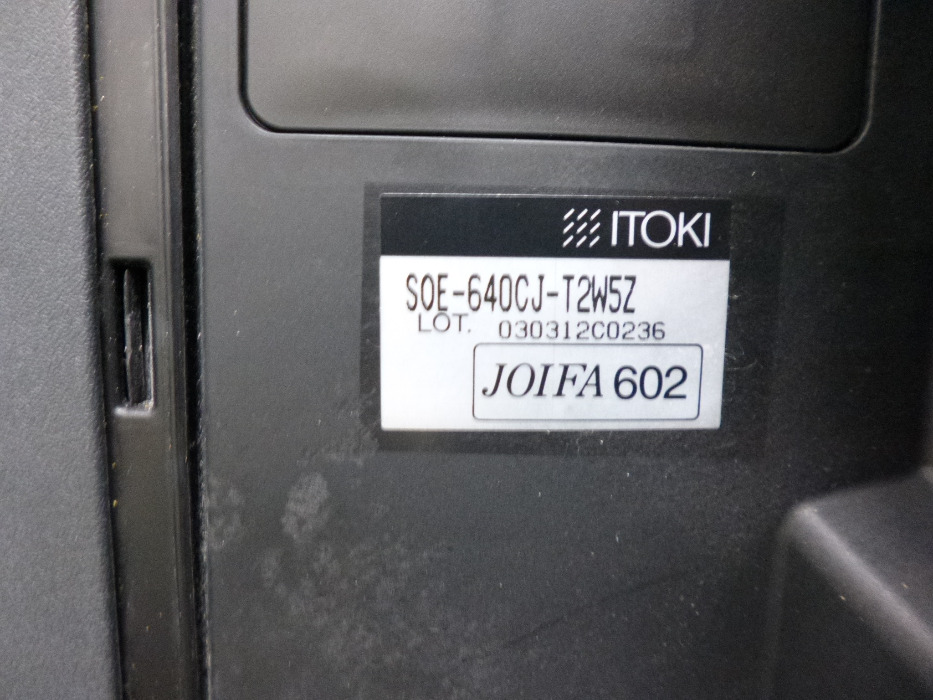 ITOKI
SOE-640CJ-T2W5Z
LOT. 030312C0236
JOIFA 602